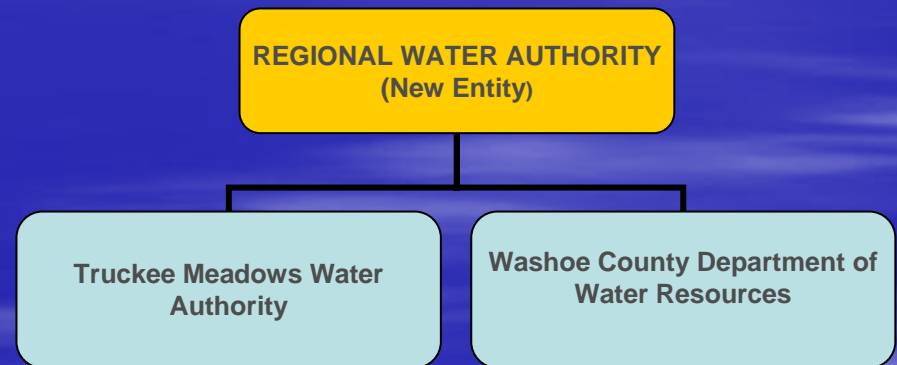 REGIONAL WATER AUTHORITY
(New Entity)
Truckee Meadows Water
Authority
Washoe County Department of
Water Resources